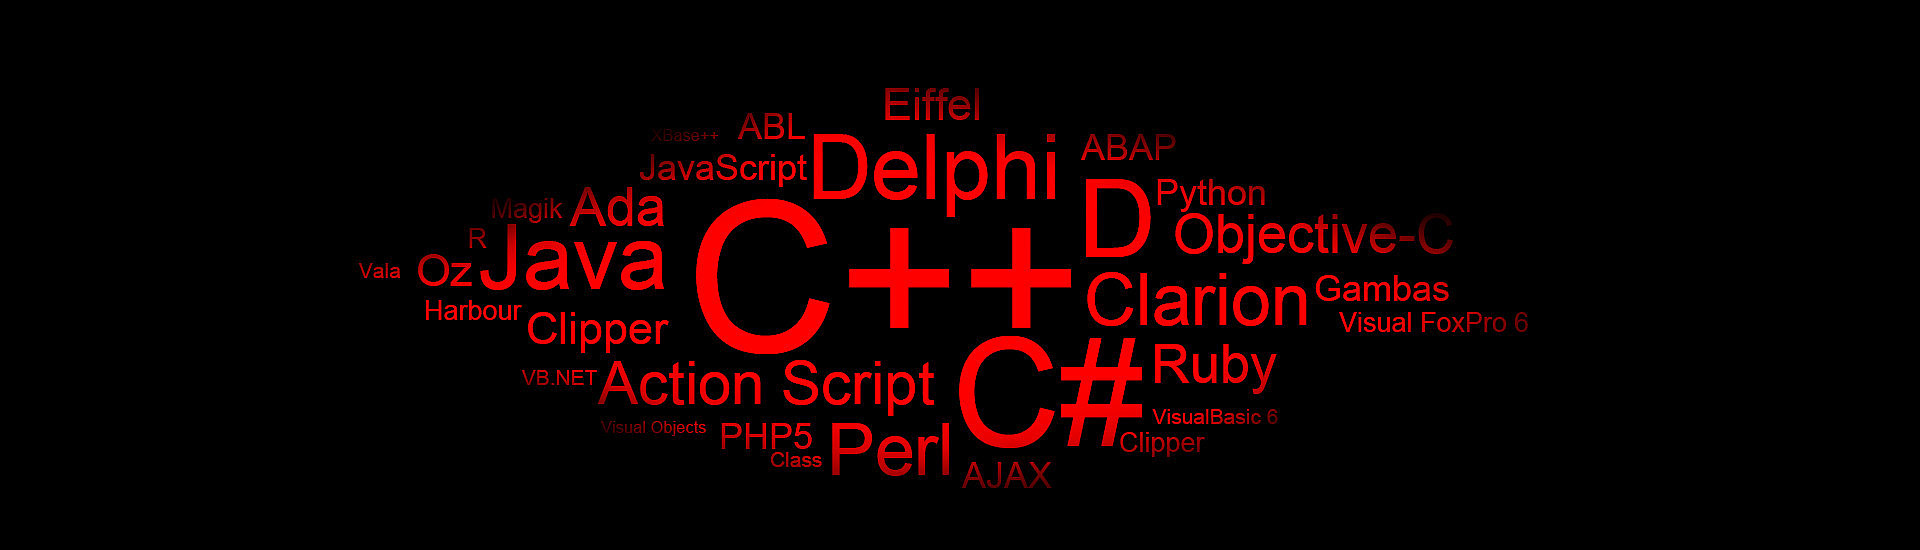 Eiffel
XBase++
ABL
Delphi
ABAP
JavaScript
Python
Magik
Ada
D
Objective-C
R
Java
C++
Vala
Oz
Clarion
Gambas
Harbour
Clipper
Visual FoxPro 6
VB.NET
Action Script
C#
Ruby
Visual Objects
PHP5
Perl
VisualBasic 6
Class
Clipper
AJAX